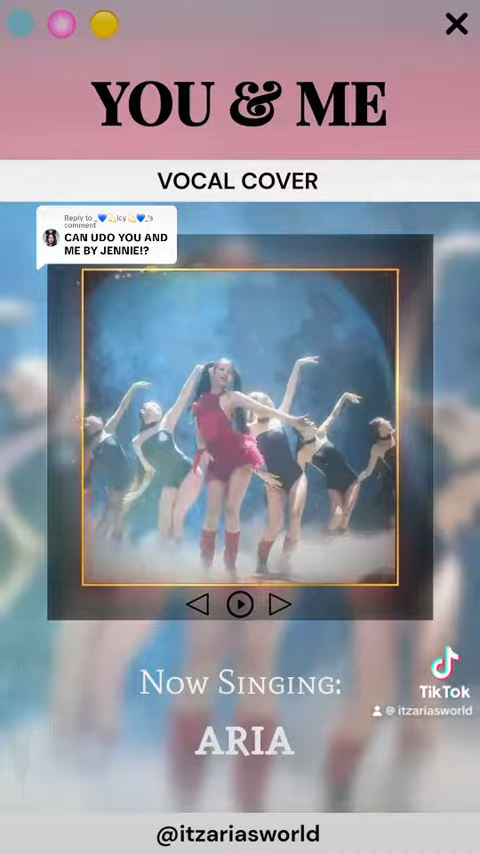 YOU & ME
VOCAL COVER
Reply to _💙💫icy💫💙_'s
comment
CAN UDO YOU AND
ME BY JENNIE!?
Now Singing:
TikTok
@ itzariasworld
ARIA
@itzariasworld